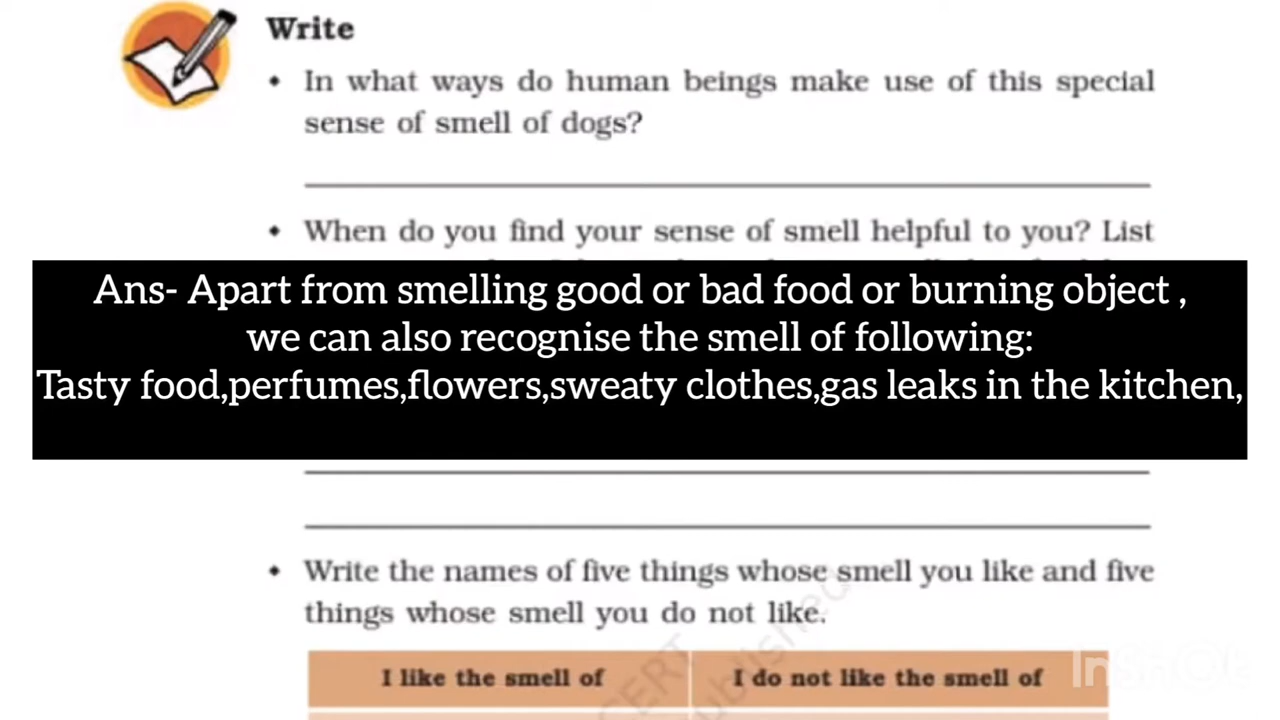 Write
• In what ways do human beings make use of this special
sense of smell of dogs?
• When do you find your sense of smell helpful to you? List
Ans- Apart from smelling good or bad food or burning object ,
we can also recognise the smell of following:
Tasty food,perfumes,flowers,sweaty clothes,gas leaks in the kitchen,
• Write the names of five things whose smell you like and five
things whose smell you do not like.
I like the smell of
I do not like the smell of